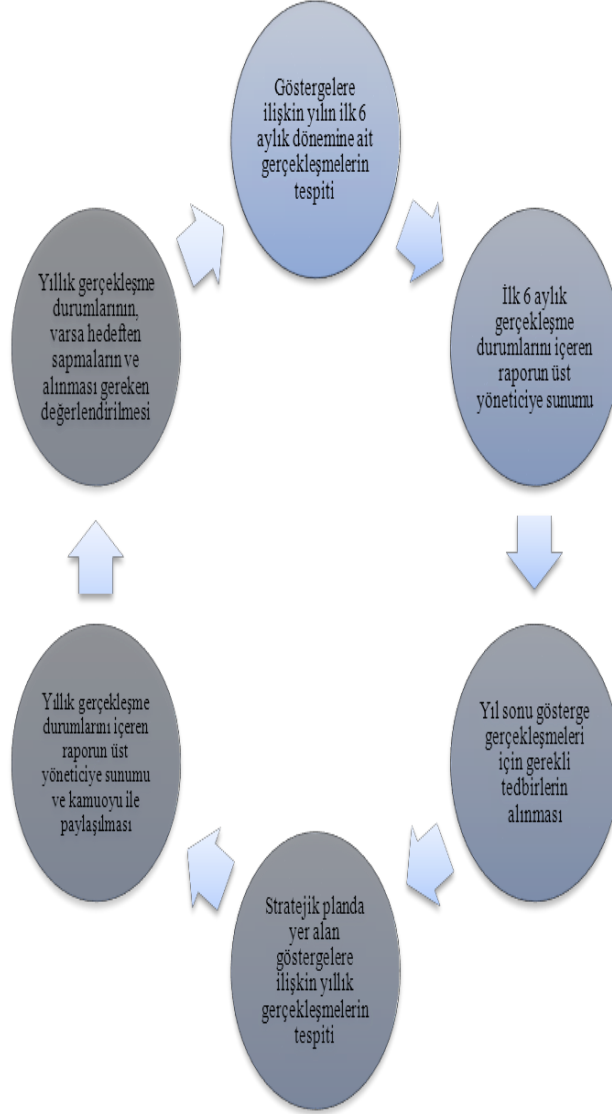 Göstergelere
ilişkin yılın ilk 6
aylık dönemine ait
gerçekleşmelerin
tespiti
İlk 6 aylık
gerçekleşme
durumlarını içeren
raporun üst
yöneticiye sunumu
Yıl sonu gösterge
gerçekleşmeleri
için gerekli
tedbirlerin
alınması
Stratejik planda
yer alan
göstergelere
ilişkin yıllık
gerçekleşmelerin
tespiti
Yıllık gerçekleşme
durumlarını içeren
raporun üst
yöneticiye sunumu
ve kamuoyu ile
paylaşılması
Yıllık gerçekleşme
durumlarının,
varsa hedeften
sapmaların ve
alınması gereken
değerlendirilmesi